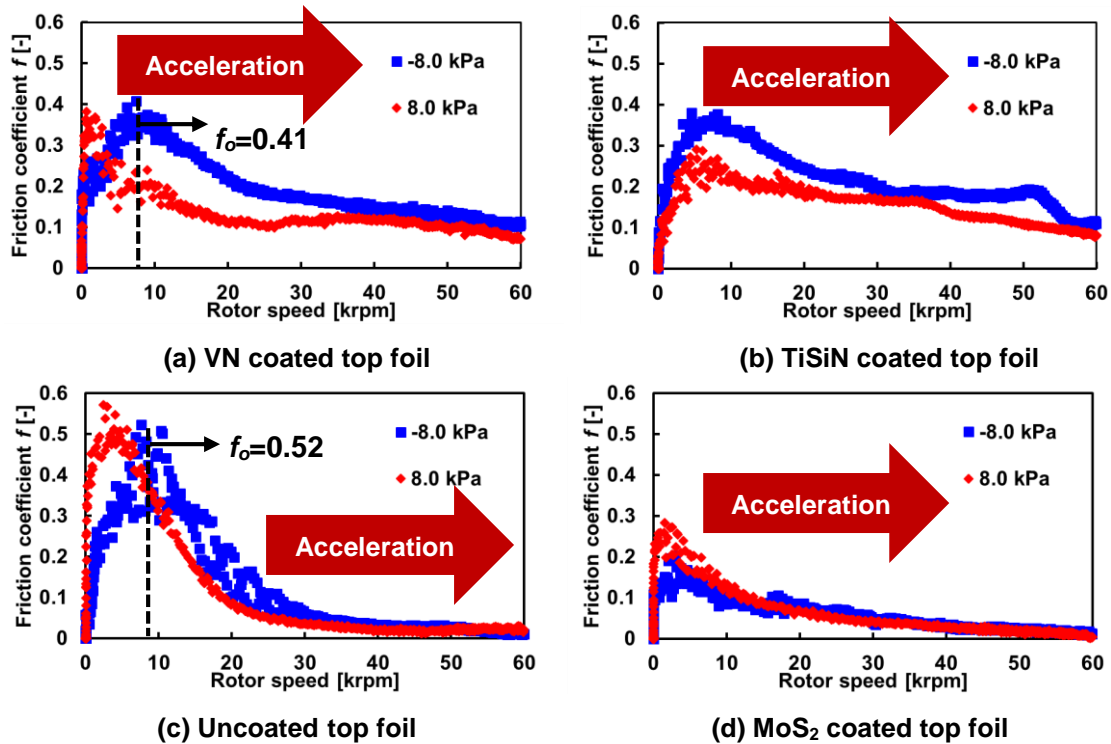 Friction coefficient f [-]
0.6
0.5
0.4
0.3
0.2
0.1
0
Acceleration
-8.0 kPa
8.0 kPa
fo=0.41
0 10 20 30 40 50 60
Rotor speed [krpm]
(a) VN coated top foil
Friction coefficient f [-]
0.6
0.5
0.4
0.3
0.2
0.1
0
Acceleration
-8.0 kPa
8.0 kPa
0 10 20 30 40 50 60
Rotor speed [krpm]
(b) TiSiN coated top foil
Friction coefficient f [-]
0.6
0.5
0.4
0.3
0.2
0.1
0
-8.0 kPa
8.0 kPa
fo=0.52
Acceleration
0 10 20 30 40 50 60
Rotor speed [krpm]
(c) Uncoated top foil
Friction coefficient f [-]
0.6
0.5
0.4
0.3
0.2
0.1
0
-8.0 kPa
8.0 kPa
Acceleration
0 10 20 30 40 50 60
Rotor speed [krpm]
(d) MoS2 coated top foil